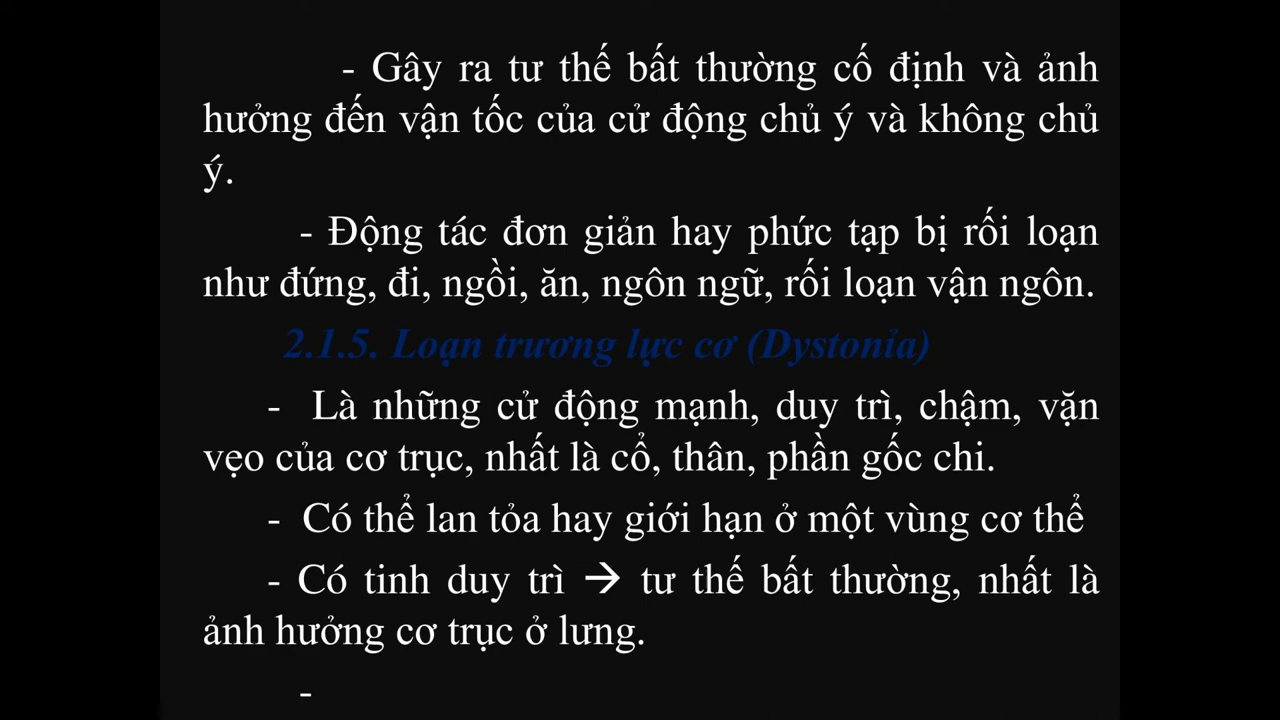 - Gây ra tư thế bất thường cố định và ảnh
hưởng đến vận tốc của cử động chủ ý và không chủ
ý.
- Động tác đơn giản hay phức tạp bị rối loạn
như đứng, đi, ngồi, ăn, ngôn ngữ, rối loạn vận ngôn.
2.1.5. Loạn trương lực cơ (Dystonỉa)
- Là những cử động mạnh, duy trì, chậm, vặn
vẹo của cơ trục, nhất là cổ, thân, phần gốc chi.
- Có thể lan tỏa hay giới hạn ở một vùng cơ thể
- Có tinh duy trì → tư thế bất thường, nhất là
ảnh hưởng cơ trục ở lưng.
-